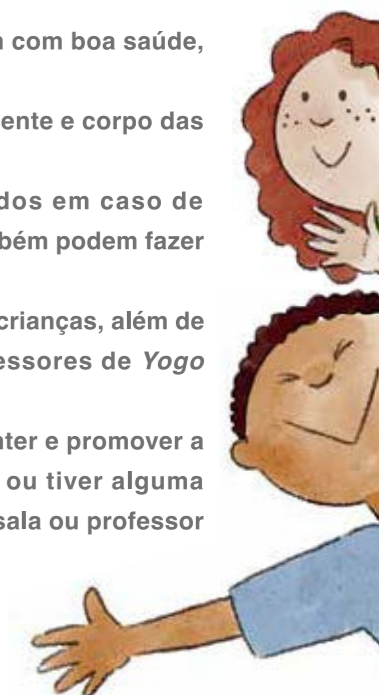 com boa saúde,
ente e corpo das
dos em caso de
bém podem fazer
crianças, além de
essores de Yogo
ter e promover a
ou tiver alguma
sala ou professor